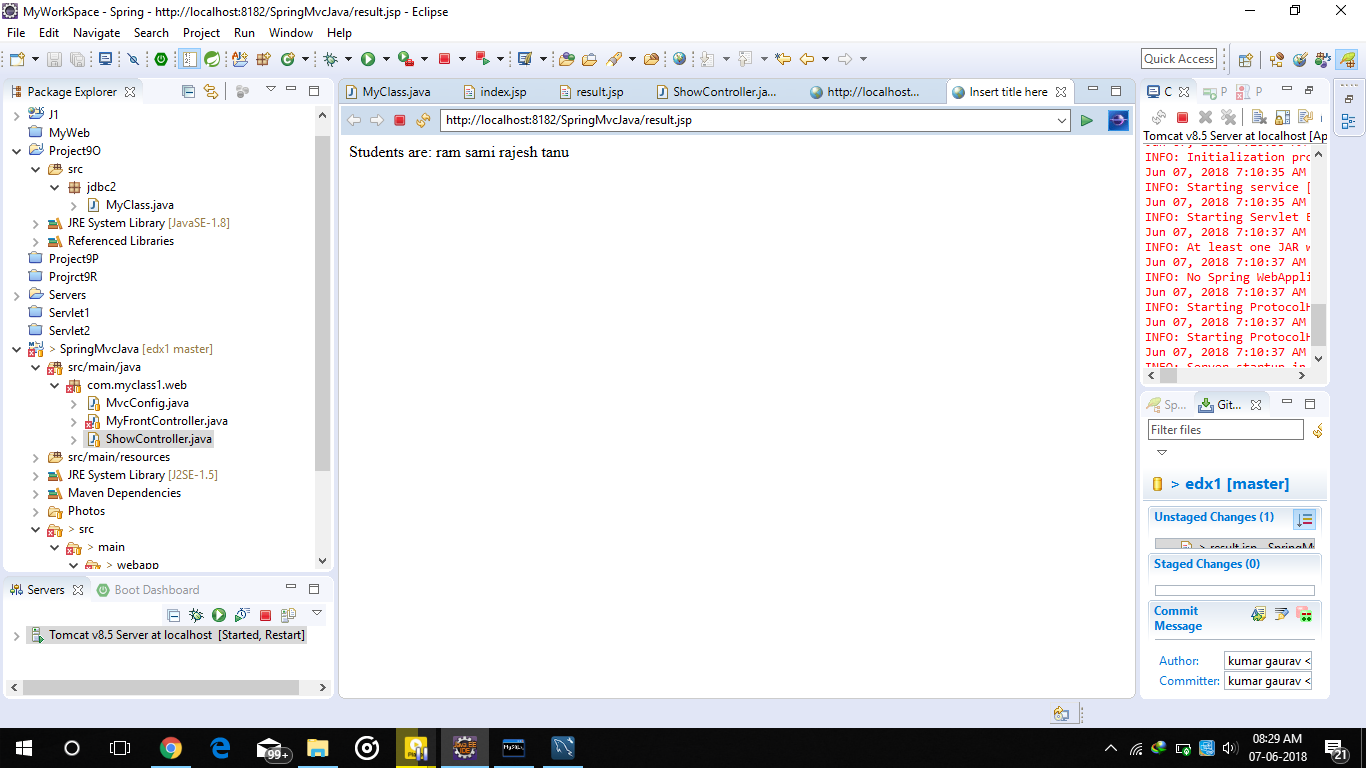 MyWorkSpace - Spring - http://localhost:8182/SpringMvcJava/result.jsp - Eclipse
File Edit Navigate Search Project Run Window Help
Quick Access
Package Explorer
J1
MyWeb
Project9O
src
jdbc2
MyClass.java
JRE System Library [JavaSE-1.8]
Referenced Libraries
Project9P
Projrct9R
Servers
Servlet1
Servlet2
> SpringMvcJava [edx1 master]
src/main/java
com.myclass1.web
MvcConfig.java
MyFrontController.java
ShowController.java
src/main/resources
JRE System Library [J2SE-1.5]
Maven Dependencies
Photos
> src
> main
> webapp
Servers Boot Dashboard
Tomcat v8.5 Server at localhost [Started, Restart]
MyClass.java index.jsp result.jsp ShowController.ja... http://localhost... Insert title here
http://localhost:8182/SpringMvcJava/result.jsp
Students are: ram sami rajesh tanu
C P P
Tomcat v8.5 Server at localhost [Ap
INFO: Initialization pro
Jun 07, 2018 7:10:35 AM
INFO: Starting service [
Jun 07, 2018 7:10:35 AM
INFO: Starting Servlet E
Jun 07, 2018 7:10:37 AM
INFO: At least one JAR w
Jun 07, 2018 7:10:37 AM
INFO: No Spring WebAppli
Jun 07, 2018 7:10:37 AM
INFO: Starting ProtocolH
Jun 07, 2018 7:10:37 AM
INFO: Starting ProtocolH
Jun 07, 2018 7:10:37 AM
INFO: Server startup in
Sp... Git...
Filter files
> edx1 [master]
Unstaged Changes (1)
> result.jsp - SpringM
Staged Changes (0)
Commit
Message
Author: kumar gaurav <
Committer: kumar gaurav <
99+
08:29 AM
07-06-2018
21